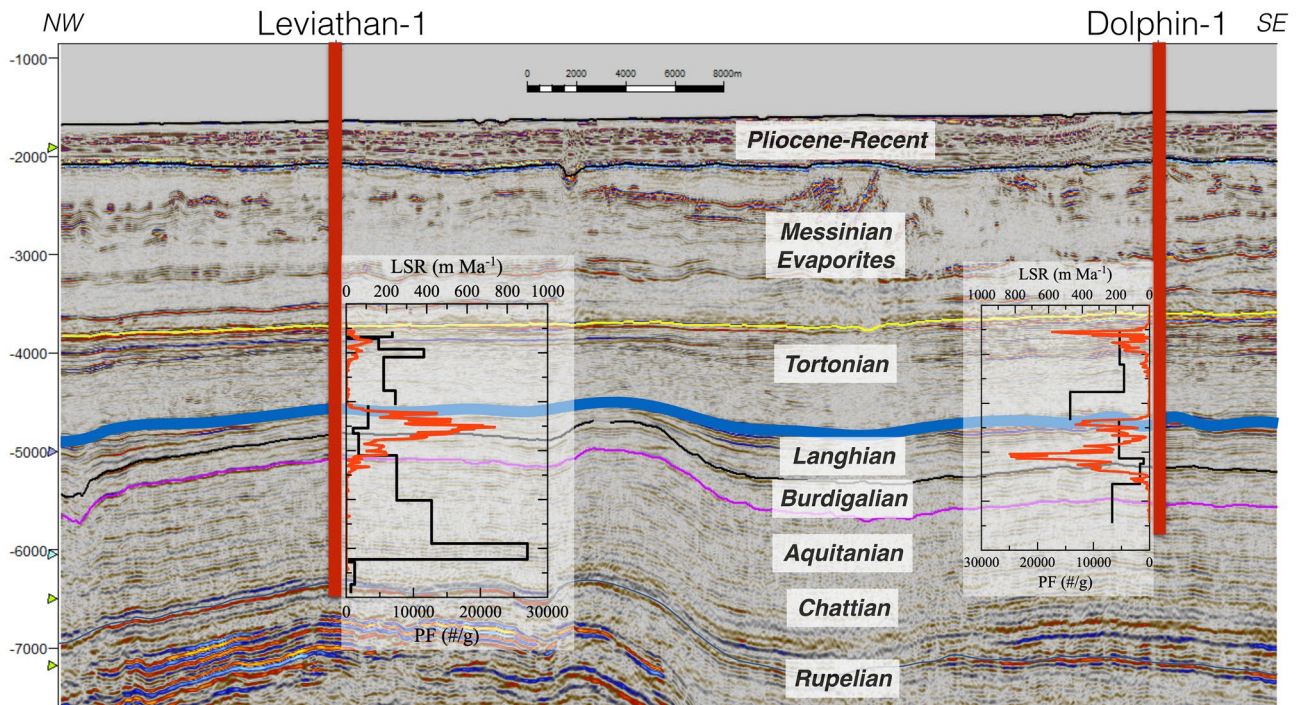 NW
Leviathan-1
Dolphin-1
SE
-1000
0 2000 4000 6000 8000m
Pliocene-Recent
-2000
Messinian
Evaporites
-3000
LSR (m Ma-1)
0 200 400 600 800 1000
LSR (m Ma-1)
1000 800 600 400 200 0
-4000
Tortonian
-5000
Langhian
Burdigalian
-6000
Aquitanian
30000 20000 10000 0
PF (#/g)
Chattian
0 10000 20000 30000
PF (#/g)
-7000
Rupelian